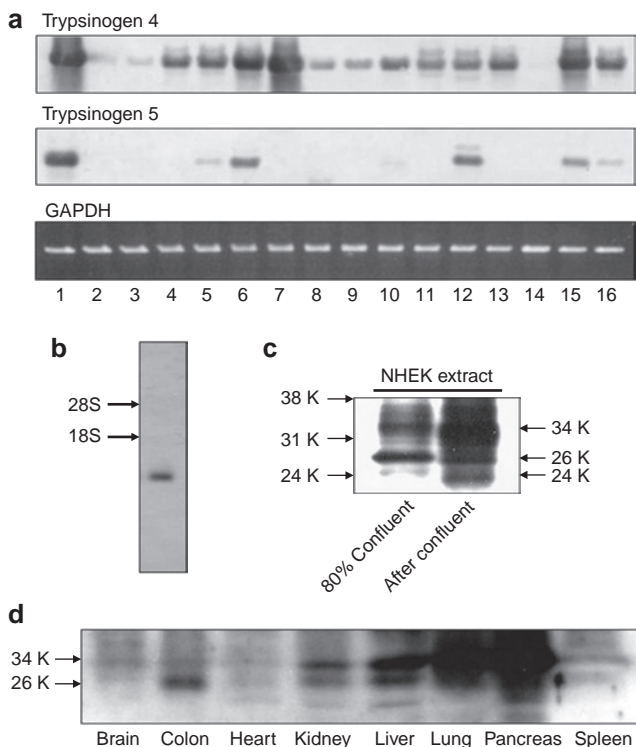 a
Trypsinogen 4
Trypsinogen 5
GAPDH
1 2 3 4 5 6 7 8 9 10 11 12 13 14 15 16
b
28S
18S
c
NHEK extract
38 K
31 K
24 K
34 K
26 K
24 K
80% Confluent
After confluent
d
34 K
26 K
Brain Colon Heart Kidney Liver Lung Pancreas Spleen